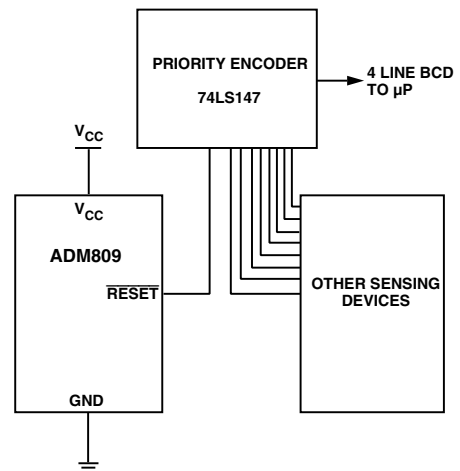 PRIORITY ENCODER
74LS147
4 LINE BCD
TO µP
VCC
VCC
ADM809
RESET
OTHER SENSING
DEVICES
GND